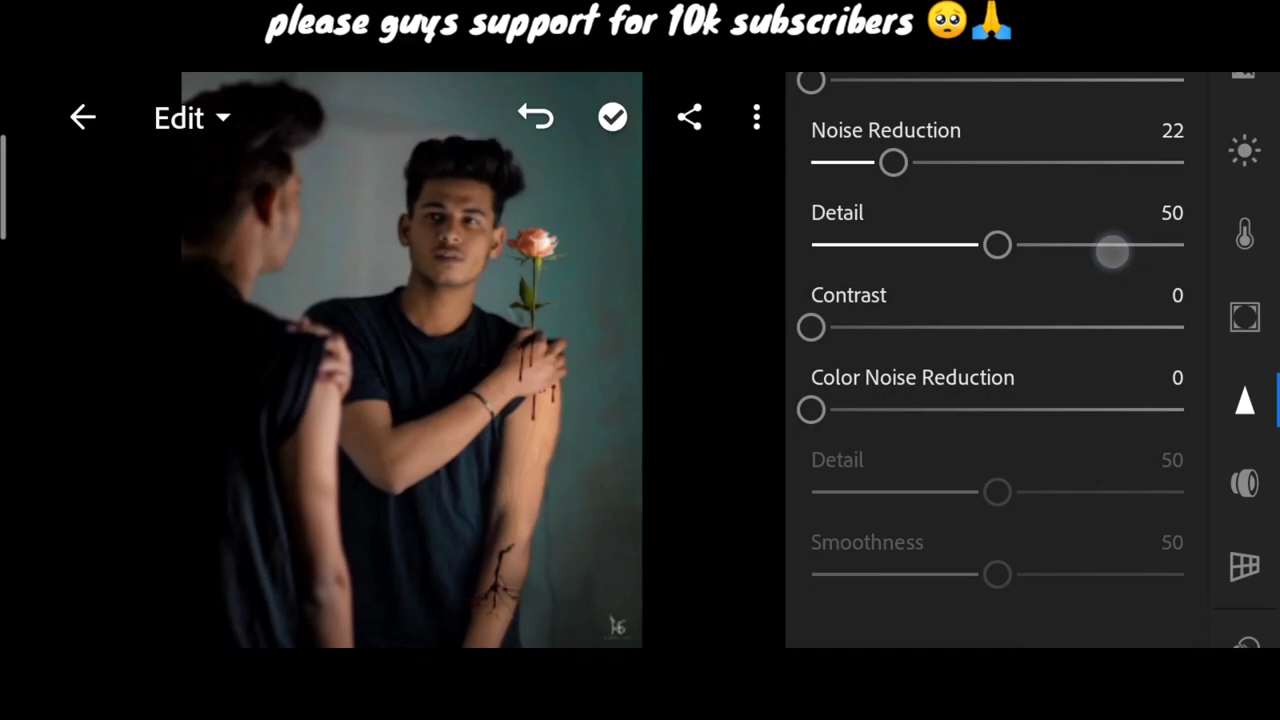 please guys support for 10k subscribers 🥺🙏
Edit
Noise Reduction 22
Detail 50
Contrast 0
Color Noise Reduction 0
Detail 50
Smoothness 50